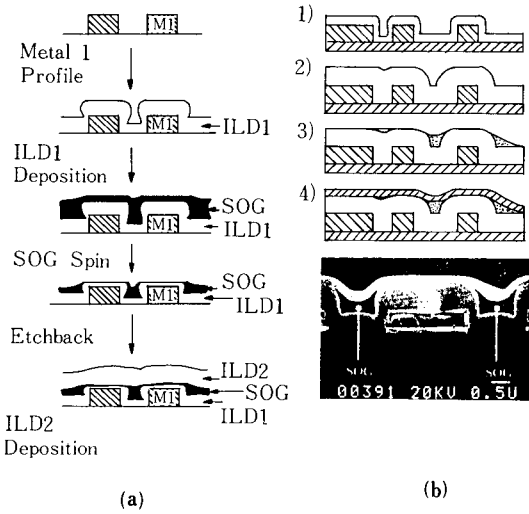 M1
Metal 1
Profile
M1
ILD1
ILD1
Deposition
SOG
M1
ILD1
SOG Spin
SOG
M1
ILD1
Etchback
ILD2
SOG
M1
ILD1
ILD2
Deposition
(a)
1)
2)
3)
4)
SOG
SOG
00391 20KV 0.5U
(b)